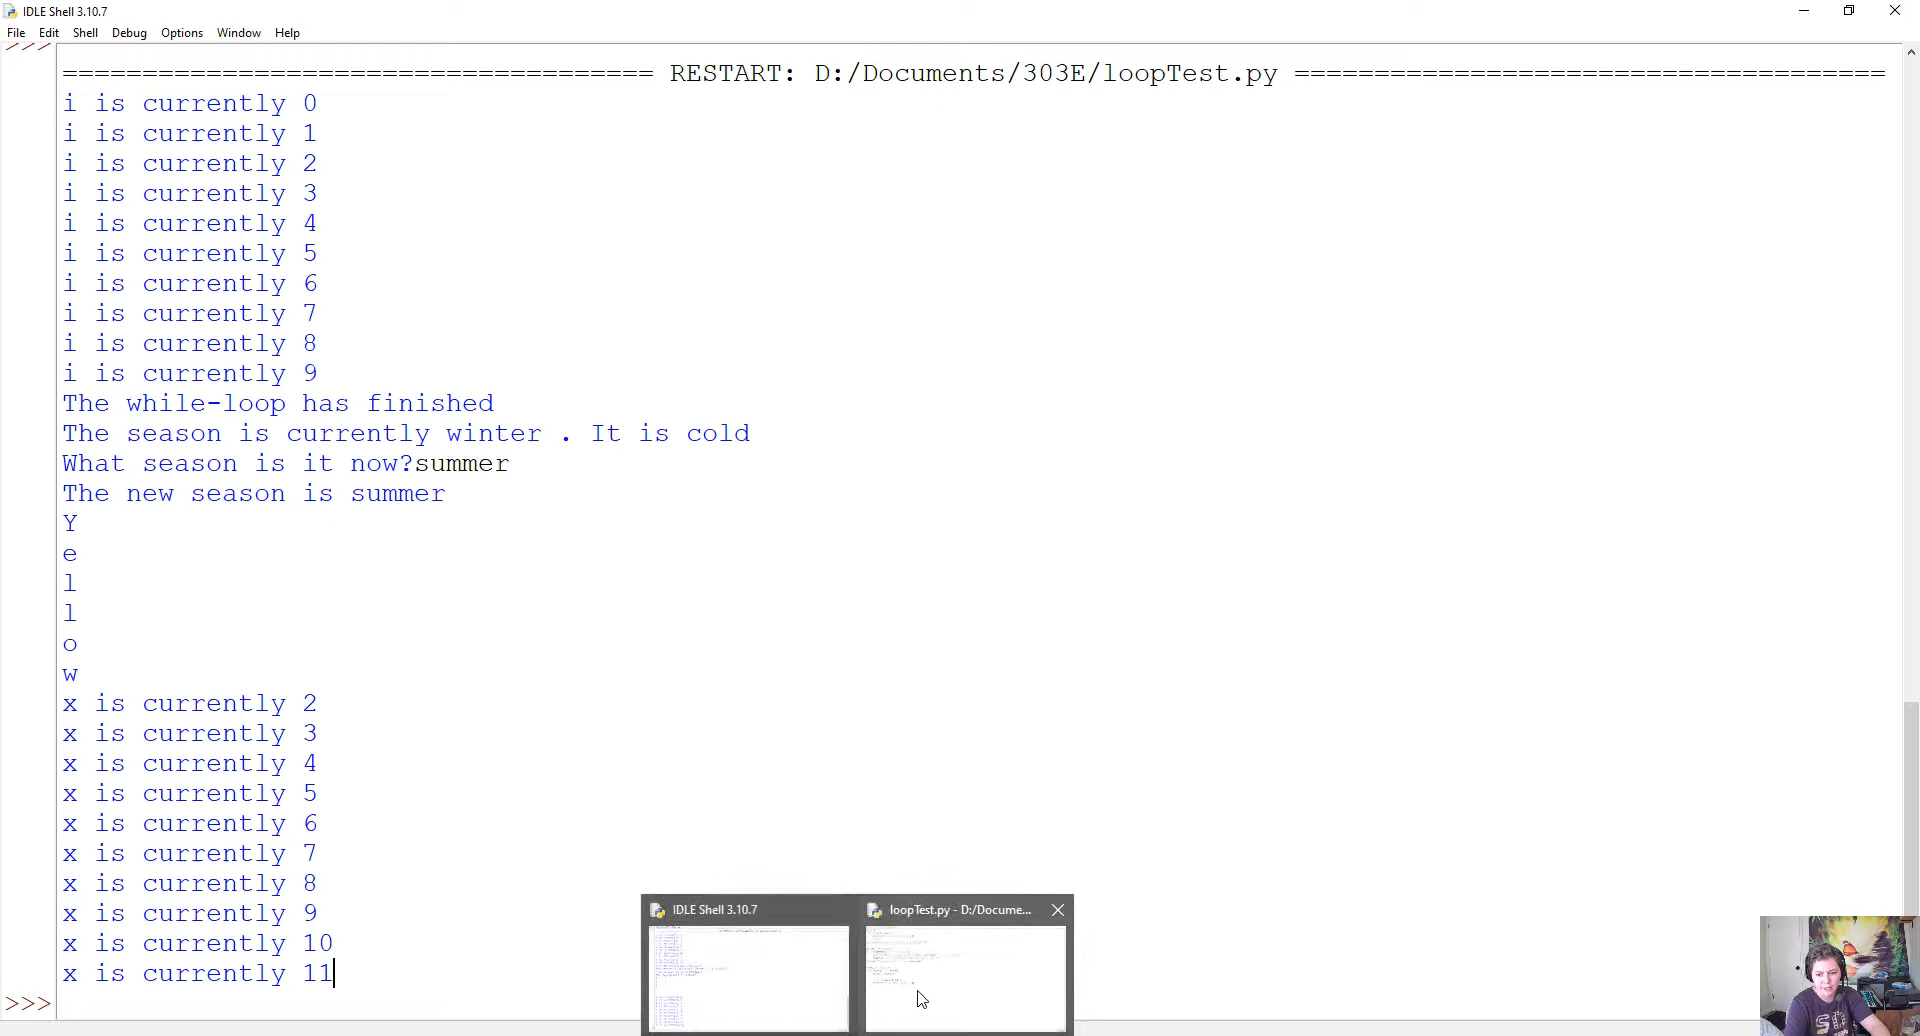 IDLE Shell 3.10.7
File Edit Shell Debug Options Window Help
>>>
===================================== RESTART: D:/Documents/303E/loopTest.py =====================================
i is currently 0
i is currently 1
i is currently 2
i is currently 3
i is currently 4
i is currently 5
i is currently 6
i is currently 7
i is currently 8
i is currently 9
The while-loop has finished
The season is currently winter . It is cold
What season is it now?summer
The new season is summer
Y
e
l
l
o
w
x is currently 2
x is currently 3
x is currently 4
x is currently 5
x is currently 6
x is currently 7
x is currently 8
x is currently 9
x is currently 10
x is currently 11
>>>
IDLE Shell 3.10.7
loopTest.py - D:/Docume...